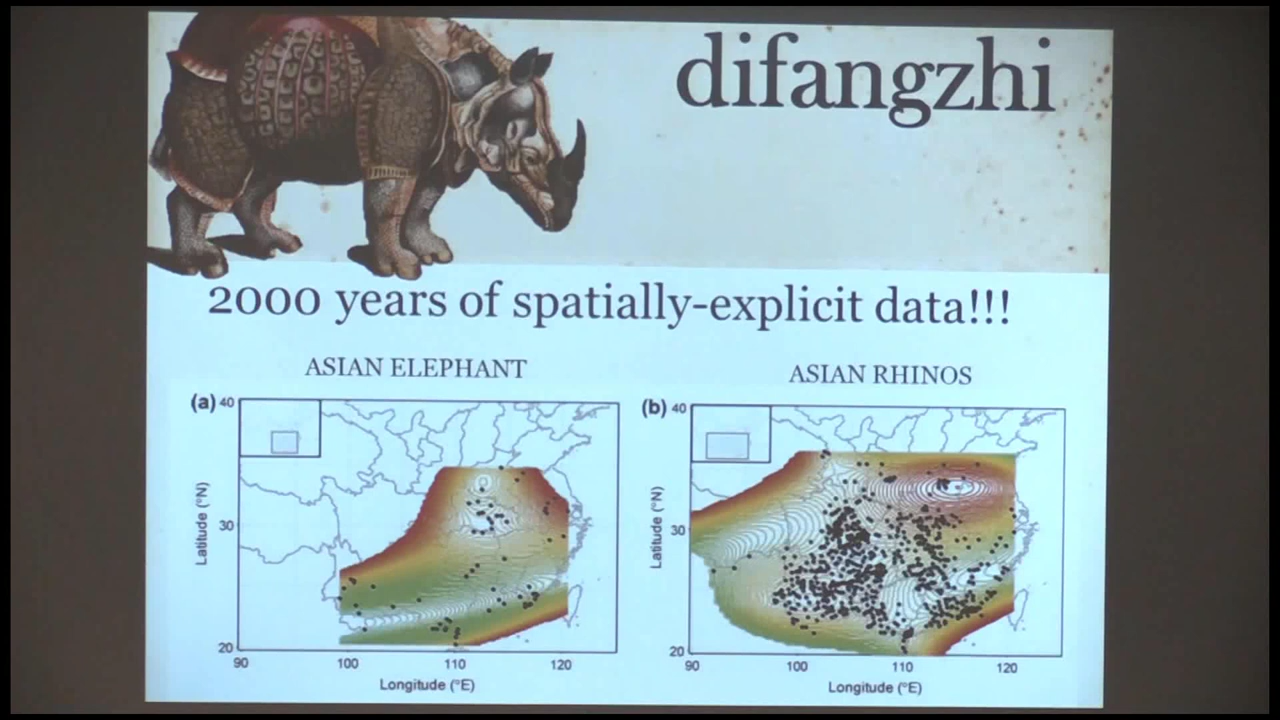 difangzhi
2000 years of spatially-explicit data!!!
ASIAN ELEPHANT
ASIAN RHINOS
(a)
40
30
20
90
100
110
120
Latitude (°N)
Longitude (°E)
(b)
40
30
20
90
100
110
120
Latitude (°N)
Longitude (°E)